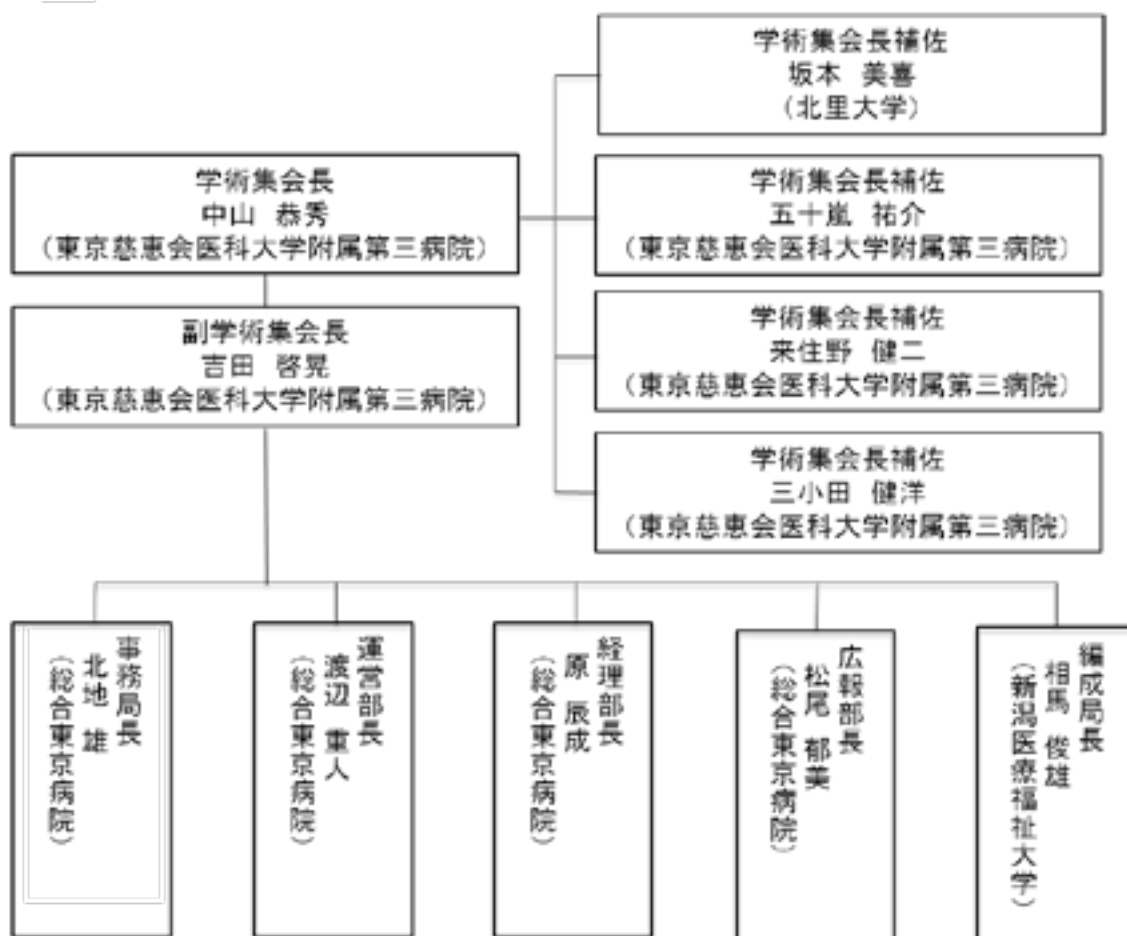 学術集会長補佐
坂本 美喜
(北里大学)
学術集会長
中山 恭秀
(東京慈恵会医科大学附属第三病院)
学術集会長補佐
五十嵐 祐介
(東京慈恵会医科大学附属第三病院)
副学術集会長
吉田 啓晃
(東京慈恵会医科大学附属第三病院)
学術集会長補佐
来住野 健二
(東京慈恵会医科大学附属第三病院)
学術集会長補佐
三小田 健洋
(東京慈恵会医科大学附属第三病院)
事務局長
北地 雄
(総合東京病院)
運営部長
渡辺 重人
(総合東京病院)
経理部長
原 辰成
(総合東京病院)
広報部長
松尾 郁美
(総合東京病院)
編成局長
相馬 俊雄
(新潟医療福祉大学)